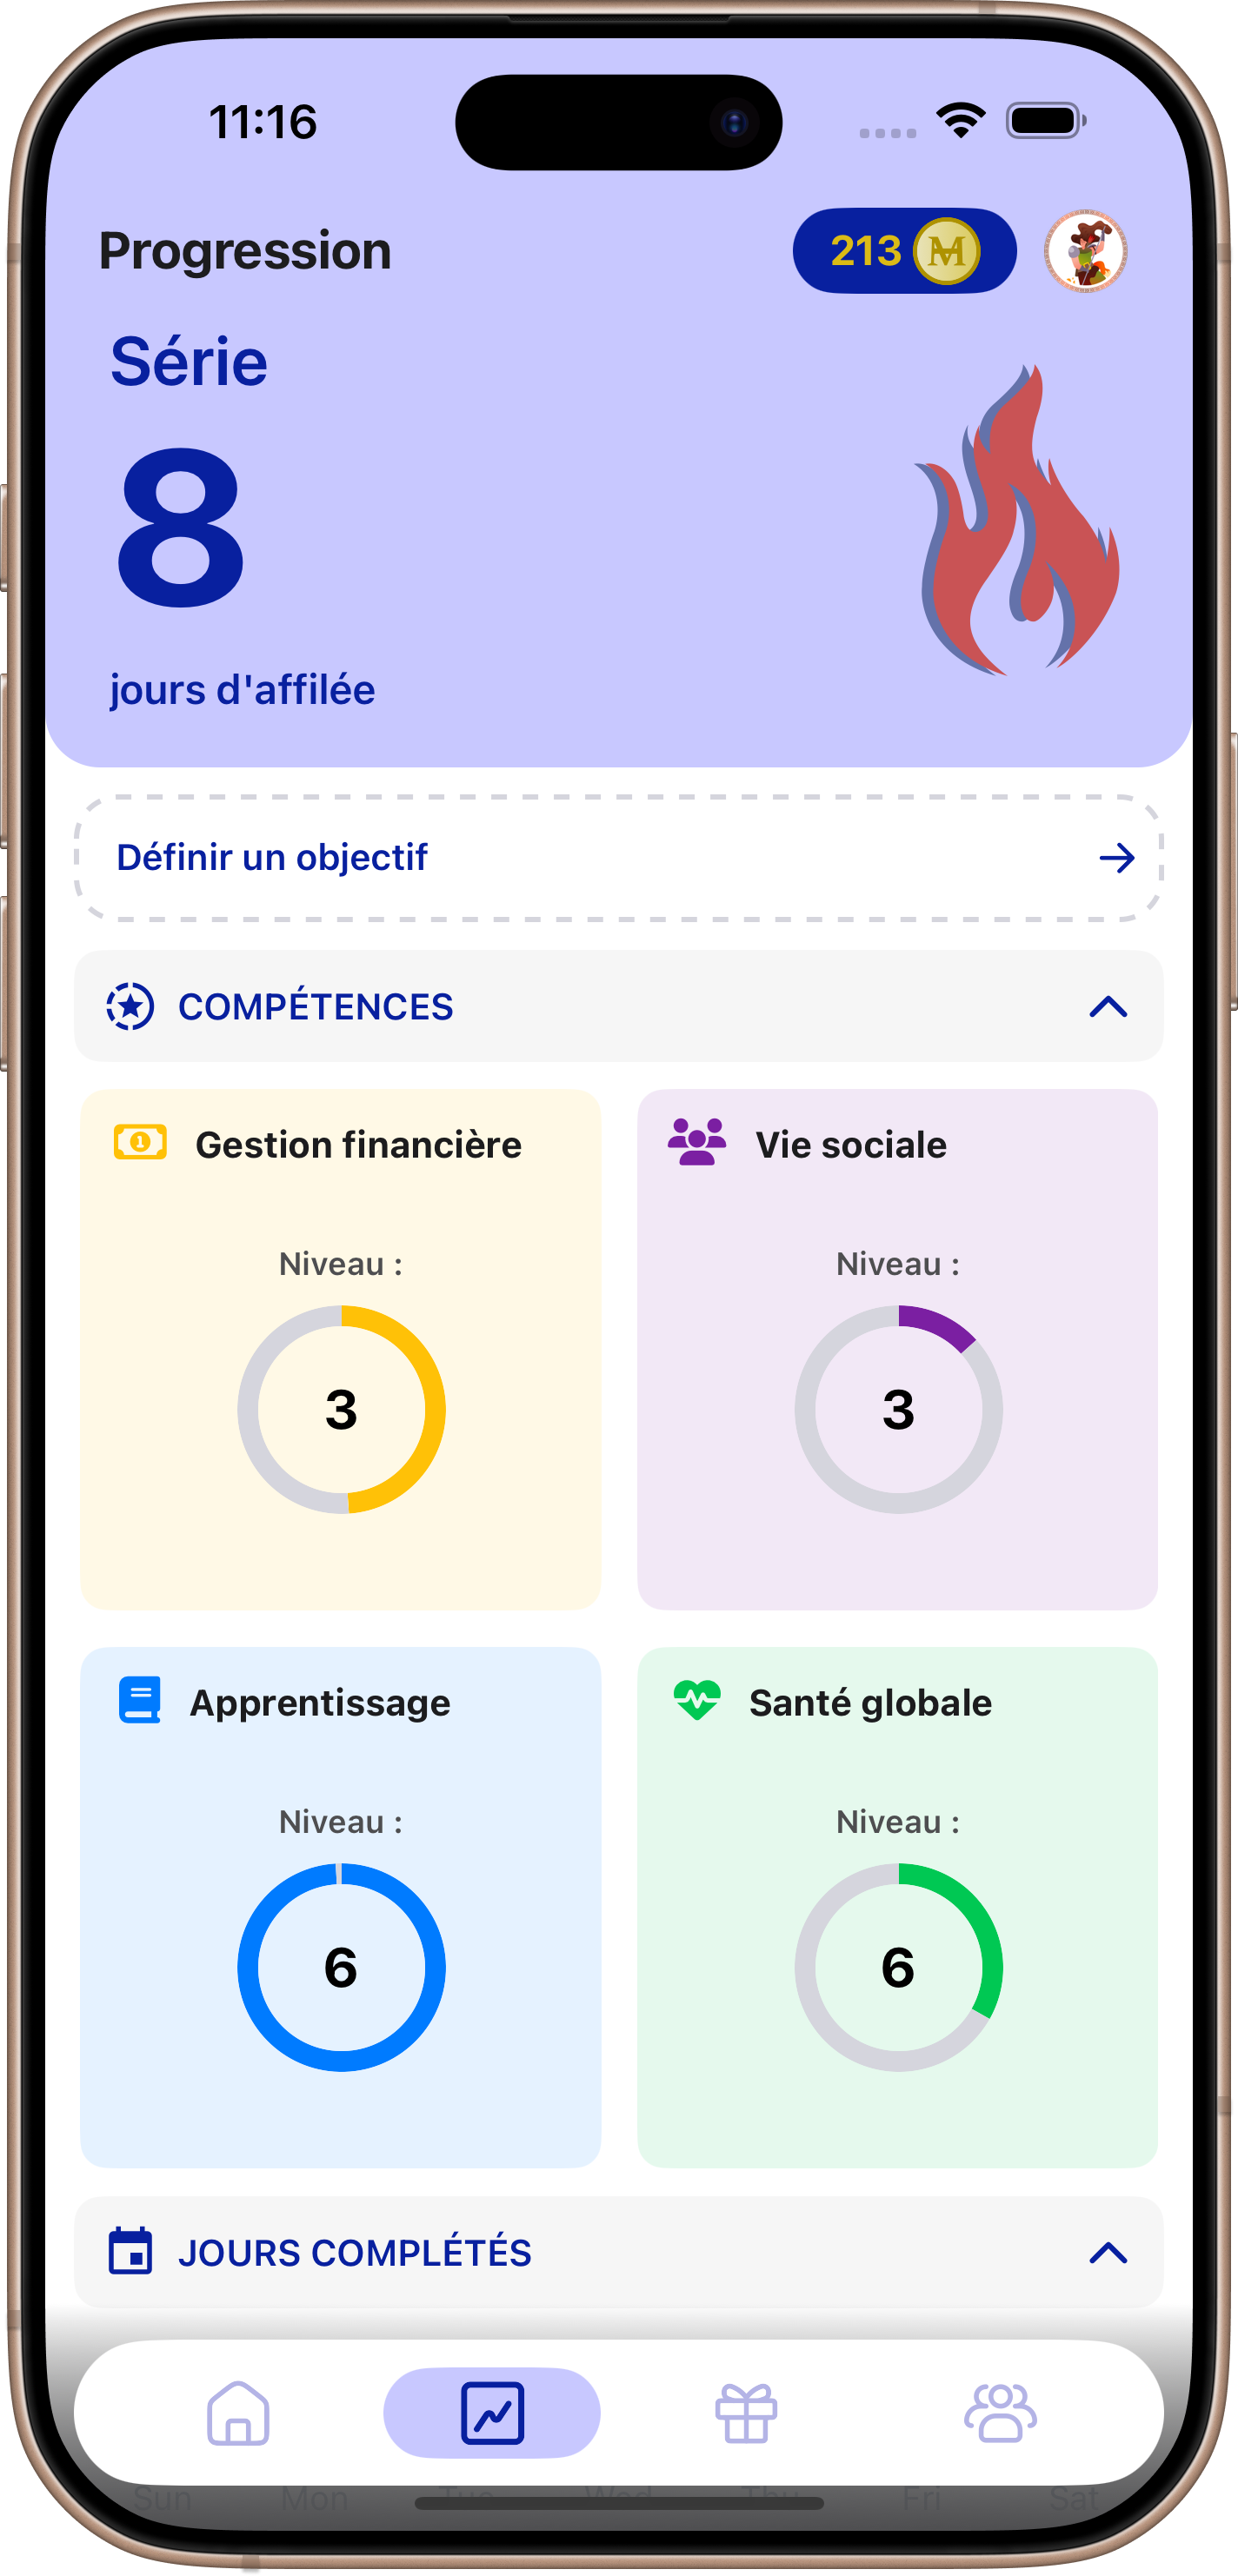 11:16
Progression
213 M
Série
8
jours d'affilée
Définir un objectif
COMPÉTENCES
1 Gestion financière
Vie sociale
Niveau :
Niveau :
3
3
Apprentissage
Santé globale
Niveau :
Niveau :
6
6
JOURS COMPLÉTÉS
Sun Mon Tue Wed Thu Fri Sat